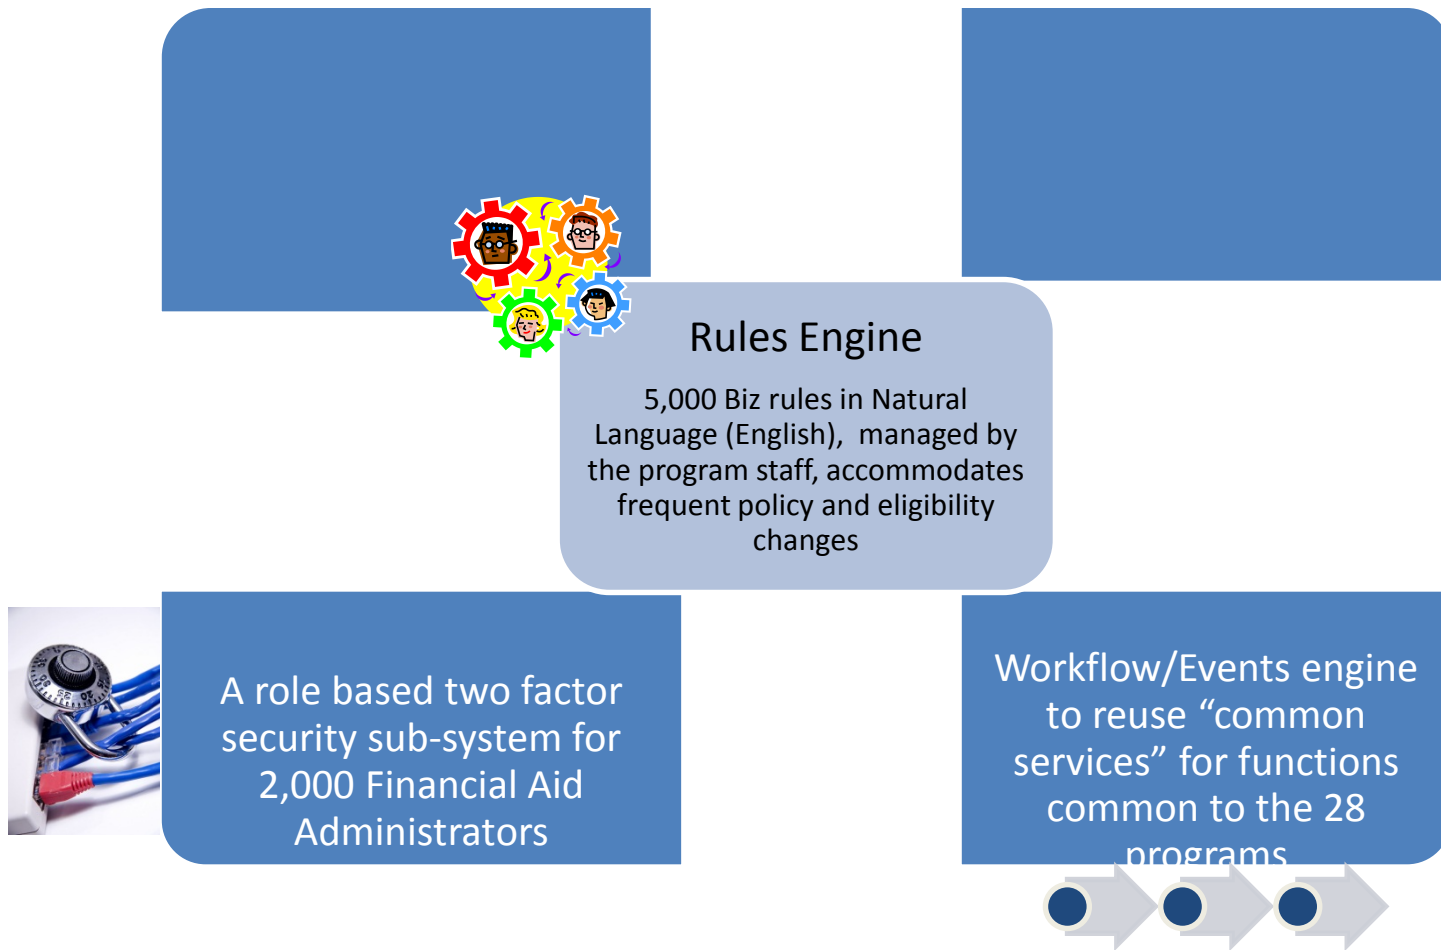 Rules Engine
5,000 Biz rules in Natural
Language (English), managed by
the program staff, accommodates
frequent policy and eligibility
changes
A role based two factor
security sub-system for
2,000 Financial Aid
Administrators
Workflow/Events engine
to reuse “common
services” for functions
common to the 28
programs